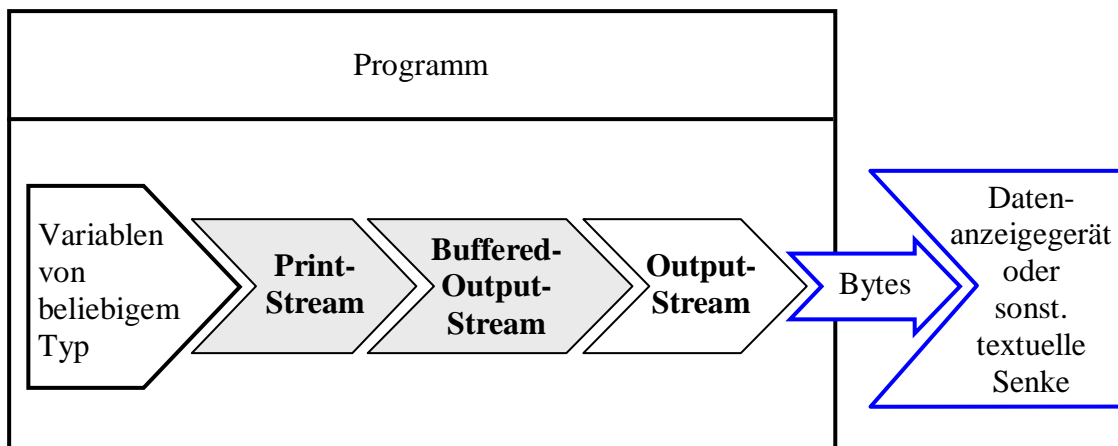 Programm
Variablen
von
beliebigem
Typ
Print-
Stream
Buffered-
Output-
Stream
Output-
Stream
Bytes
Daten-
anzeigegerät
oder
sonst.
textuelle
Senke